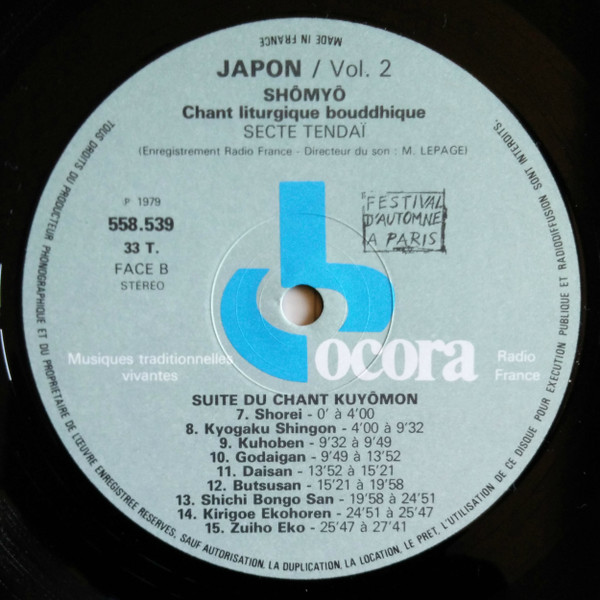 MADE IN FRANCE
JAPON / Vol. 2
SHÔMYÔ
Chant liturgique bouddhique
SECTE TENDAÏ
(Enregistrement Radio France - Directeur du son : M. LEPAGE)
P 1979
558.539
33 T.
FACE B
STÉREO
FESTIVAL
D'AUTOMNE
A PARIS
ocora
Musiques traditionnelles
vivantes
Radio
France
SUITE DU CHANT KUYÔMON
7. Shorei - 0' à 4'00
8. Kyogaku Shingon - 4'00 à 9'32
9. Kuhoben - 9'32 à 9'49
10. Godaigan - 9'49 à 13'52
11. Daisan - 13'52 à 15'21
12. Butsusan - 15'21 à 19'58
13. Shichi Bongo San - 19'58 à 24'51
14. Kirigoe Ekohoren - 24'51 à 25'47
15. Zuiho Eko - 25'47 à 27'41
TOUS DROITS DU PRODUCTEUR PHONOGRAPHIQUE ET DU PROPRIETAIRE DE L'ŒUVRE ENREGISTREE RESERVES, SAUF AUTORISATION. LA DUPLICATION, LA LOCATION, LE PRET, L'UTILISATION DE CE DISQUE POUR EXECUTION PUBLIQUE ET RADIODIFFUSION SONT INTERDITS.